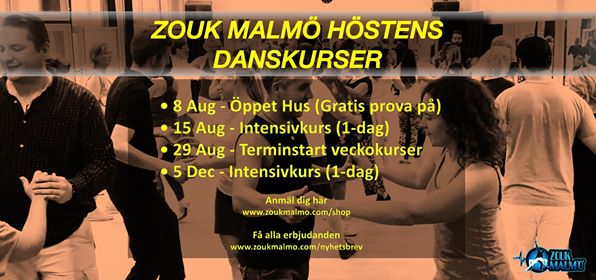 ZOUK MALMÖ HÖSTENS
DANSKURSER
• 8 Aug - Öppet Hus (Gratis prova på)
• 15 Aug - Intensivkurs (1-dag)
• 29 Aug - Terminstart veckokurser
• 5 Dec - Intensivkurs (1-dag)
Anmäl dig här
www.zoukmalmo.com/shop
Få alla erbjudanden
www.zoukmalmo.com/nyhetsbrev
ZOUK
MALMÖ